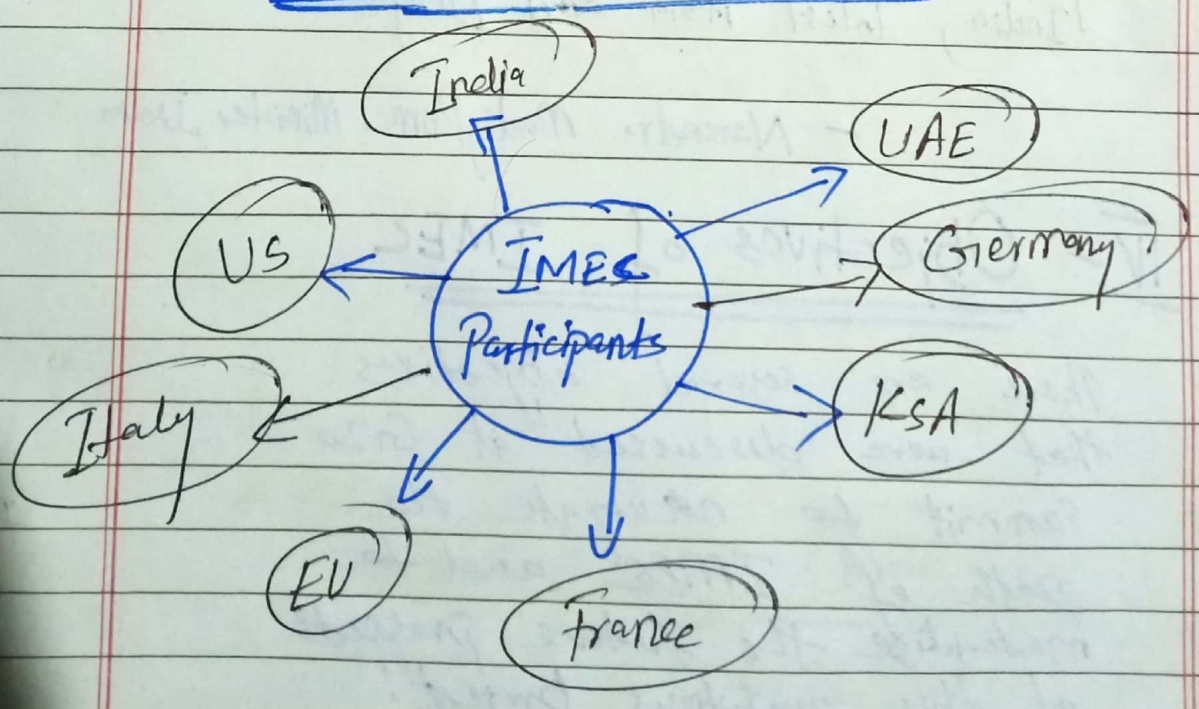 India
UAE
US
IMEC
Participants
Germany
Italy
KSA
EU
France